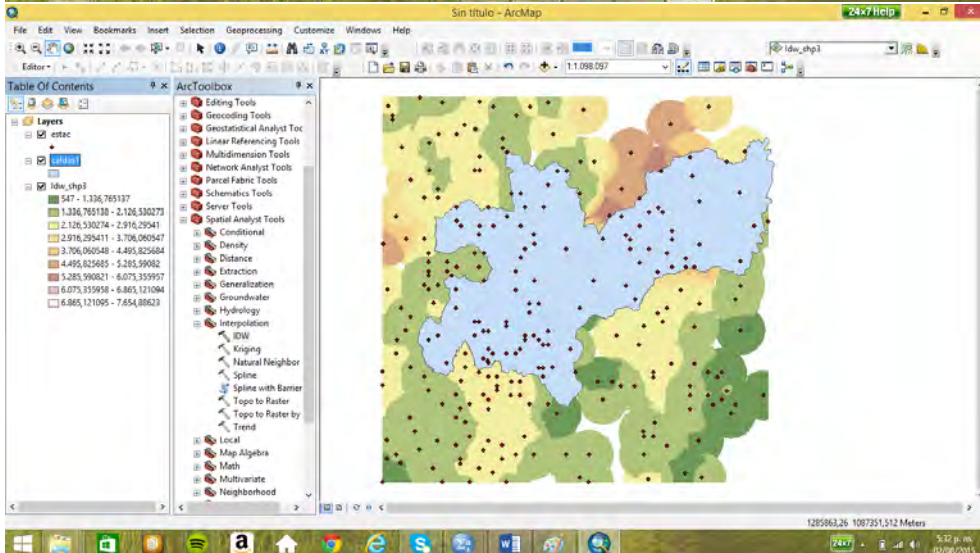 Sin título - ArcMap
24x7 Help
File Edit View Bookmarks Insert Selection Geoprocessing Customize Windows Help
Idw_shp3
Editor
1:1.098.097
Table Of Contents
Layers
estac
caldas1
Idw_shp3
547 - 1.336,765137
1.336,765138 - 2.126,530273
2.126,530274 - 2.916,29541
2.916,295411 - 3.706,060547
3.706,060548 - 4.495,825684
4.495,825685 - 5.285,59082
5.285,590821 - 6.075,355957
6.075,355958 - 6.865,121094
6.865,121095 - 7.654,88623
ArcToolbox
Editing Tools
Geocoding Tools
Geostatistical Analyst Toc
Linear Referencing Tools
Multidimension Tools
Network Analyst Tools
Parcel Fabric Tools
Schematics Tools
Server Tools
Spatial Analyst Tools
Conditional
Density
Distance
Extraction
Generalization
Groundwater
Hydrology
Interpolation
IDW
Kriging
Natural Neighbor
Spline
Spline with Barrier
Topo to Raster
Topo to Raster by
Trend
Local
Map Algebra
Math
Multivariate
Neighborhood
1285863,26 1087351,512 Meters
24x7
5:32 p. m.